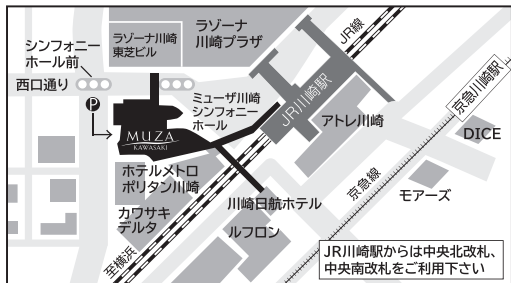 ラゾーナ川崎
東芝ビル
ラゾーナ
川崎プラザ
JR線
シンフォニー
ホール前
西口通り
P
ミューザ川崎
シンフォニー
ホール
MUZA
KAWASAKI
JR川崎駅
アトレ川崎
京急川崎駅
DICE
京急線
モアーズ
ホテルメトロ
ポリタン川崎
カワサキ
デルタ
川崎日航ホテル
ルフロン
至横浜
JR川崎駅からは中央北改札、
中央南改札をご利用下さい